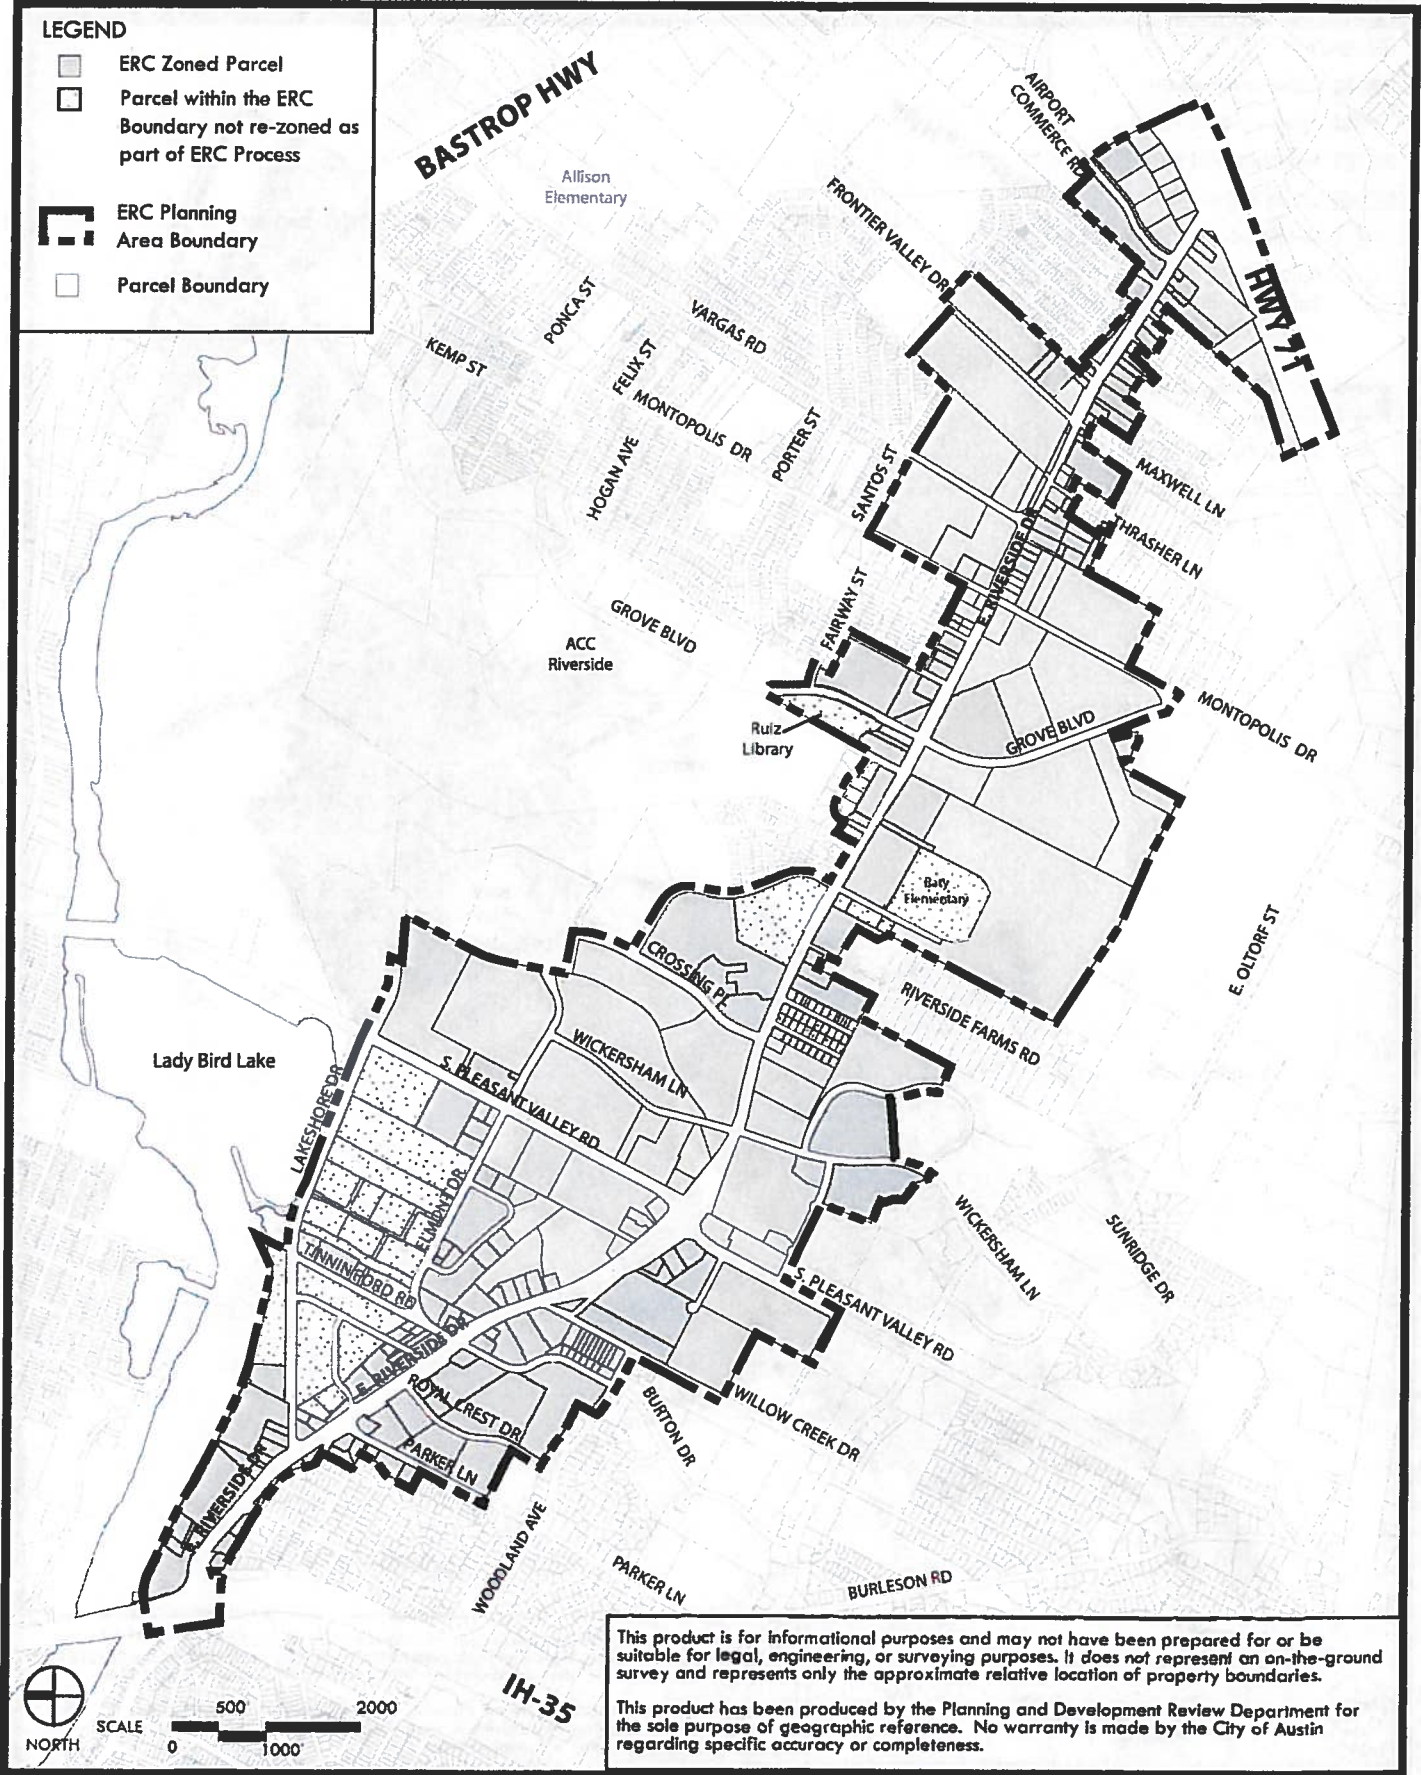 LEGEND
ERC Zoned Parcel
Parcel within the ERC
Boundary not re-zoned as
part of ERC Process
ERC Planning
Area Boundary
Parcel Boundary
BASTROP HWY
AIRPORT
COMMERCE RD
Allison
Elementary
FRONTIER VALLEY DR
HWY 71
PONCA ST
VARGAS RD
KEMP ST
FELIX ST
MONTOPOLIS DR
PORTER ST
HOGAN AVE
SANTOS ST
MAXWELL LN
THRASHER LN
E. RIVERSIDE DR
FAIRWAY ST
GROVE BLVD
ACC
Riverside
MONTOPOLIS DR
Ruiz
Library
GROVE BLVD
Baty
Elementary
E. OLTORF ST
CROSSING PL
RIVERSIDE FARMS RD
Lady Bird Lake
WICKERSHAM LN
S. PLEASANT VALLEY RD
LAKESHORE DR
ELMONT DR
WICKERSHAM LN
SUNRIDGE DR
TINNINFORD RD
S. PLEASANT VALLEY RD
E. RIVERSIDE DR
ROYAL CREST DR
BURTON DR
WILLOW CREEK DR
PARKER LN
E. RIVERSIDE DR
WOODLAND AVE
PARKER LN
BURLESON RD
IH-35
NORTH
SCALE
500
2000
0
1000
This product is for informational purposes and may not have been prepared for or be
suitable for legal, engineering, or surveying purposes. It does not represent an on-the-ground
survey and represents only the approximate relative location of property boundaries.
This product has been produced by the Planning and Development Review Department for
the sole purpose of geographic reference. No warranty is made by the City of Austin
regarding specific accuracy or completeness.